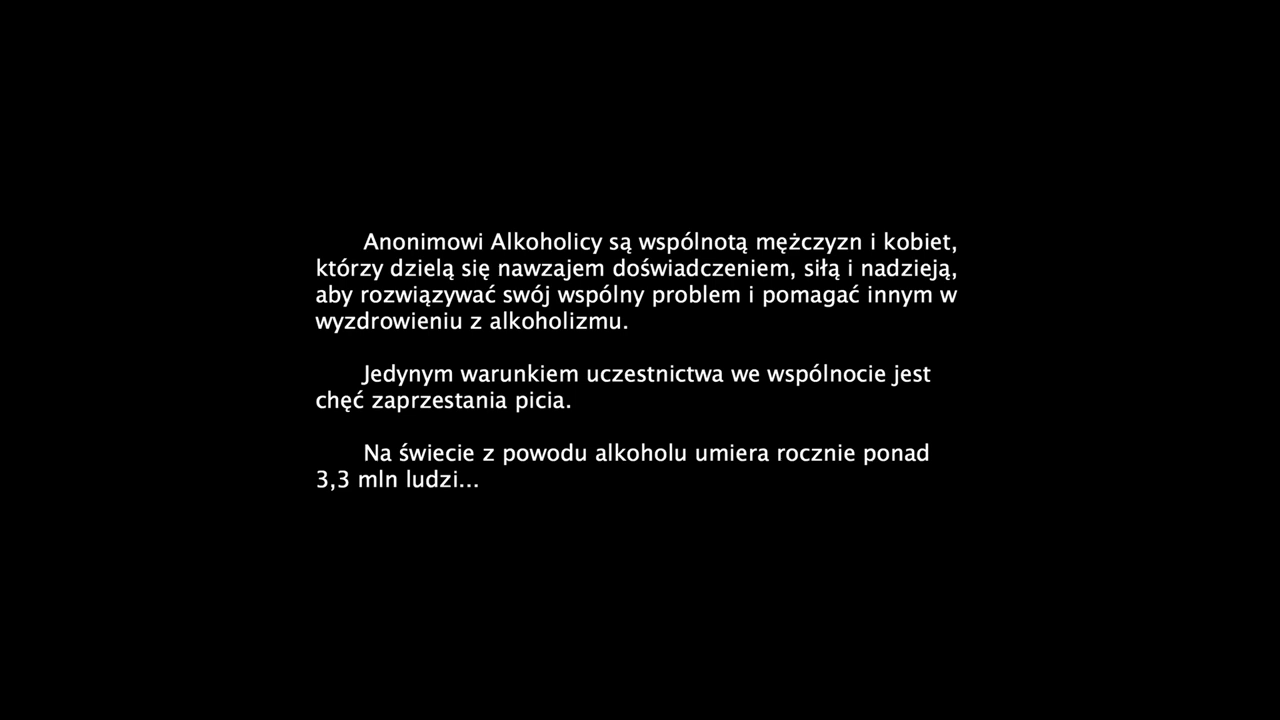 Anonimowi Alkoholicy są wspólnotą mężczyzn i kobiet,
którzy dzielą się nawzajem doświadczeniem, siłą i nadzieją,
aby rozwiązywać swój wspólny problem i pomagać innym w
wyzdrowieniu z alkoholizmu.
Jedynym warunkiem uczestnictwa we wspólnocie jest
chęć zaprzestania picia.
Na świecie z powodu alkoholu umiera rocznie ponad
3,3 mln ludzi...